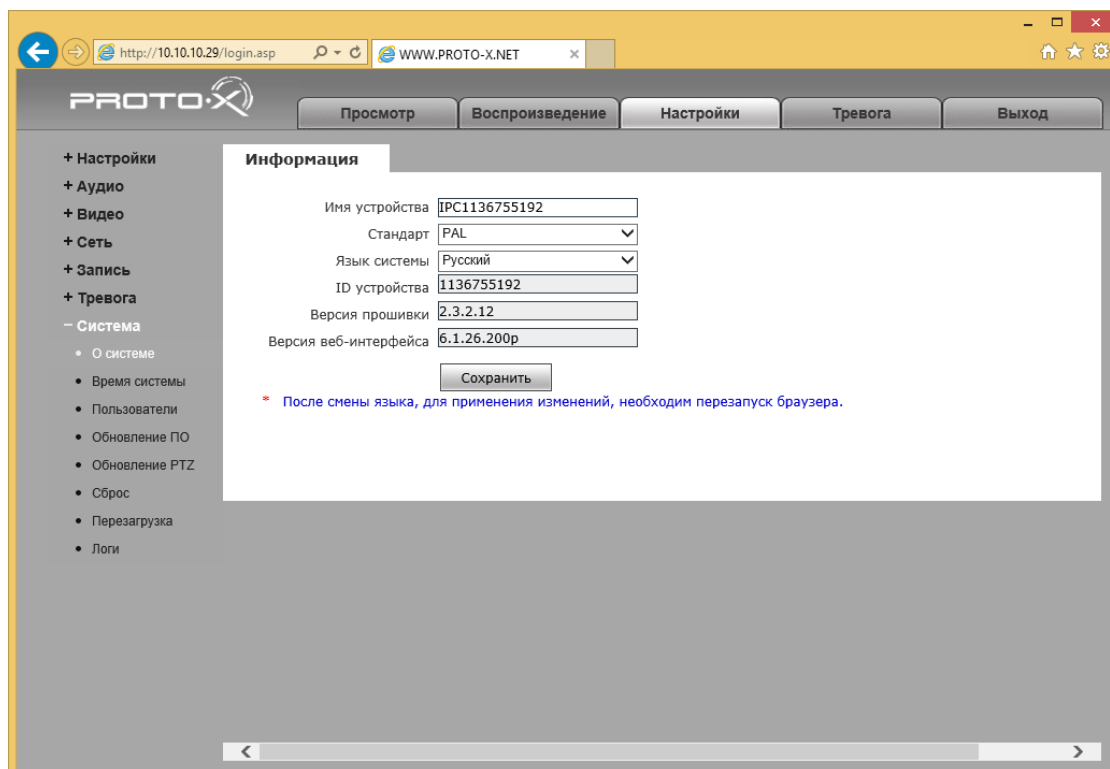 http://10.10.10.29/login.asp
WWW.PROTO-X.NET
PROTO·X
Просмотр
Воспроизведение
Настройки
Тревога
Выход
+ Настройки
+ Аудио
+ Видео
+ Сеть
+ Запись
+ Тревога
− Система
• О системе
• Время системы
• Пользователи
• Обновление ПО
• Обновление PTZ
• Сброс
• Перезагрузка
• Логи
Информация
Имя устройства IPC1136755192
Стандарт PAL
Язык системы Русский
ID устройства 1136755192
Версия прошивки 2.3.2.12
Версия веб-интерфейса 6.1.26.200p
Сохранить
* После смены языка, для применения изменений, необходим перезапуск браузера.